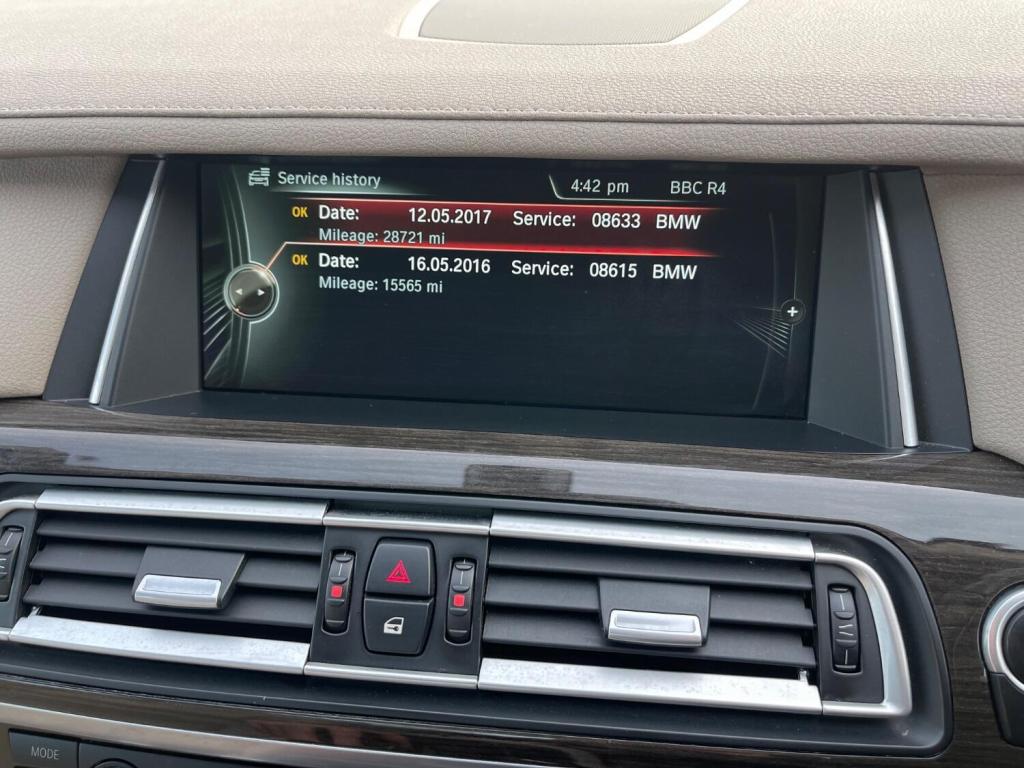 Service history 4:42 pm BBC R4
OK Date: 12.05.2017 Service: 08633 BMW
Mileage: 28721 mi
OK Date: 16.05.2016 Service: 08615 BMW
Mileage: 15565 mi
MODE